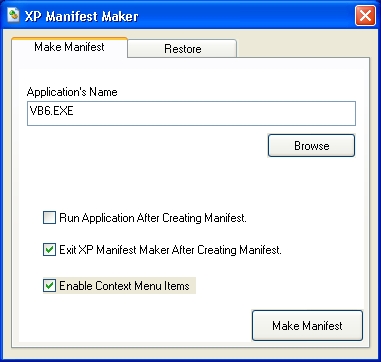 XP Manifest Maker
Make Manifest
Restore
Application's Name
VB6.EXE
Browse
Run Application After Creating Manifest.
Exit XP Manifest Maker After Creating Manifest.
Enable Context Menu Items
Make Manifest